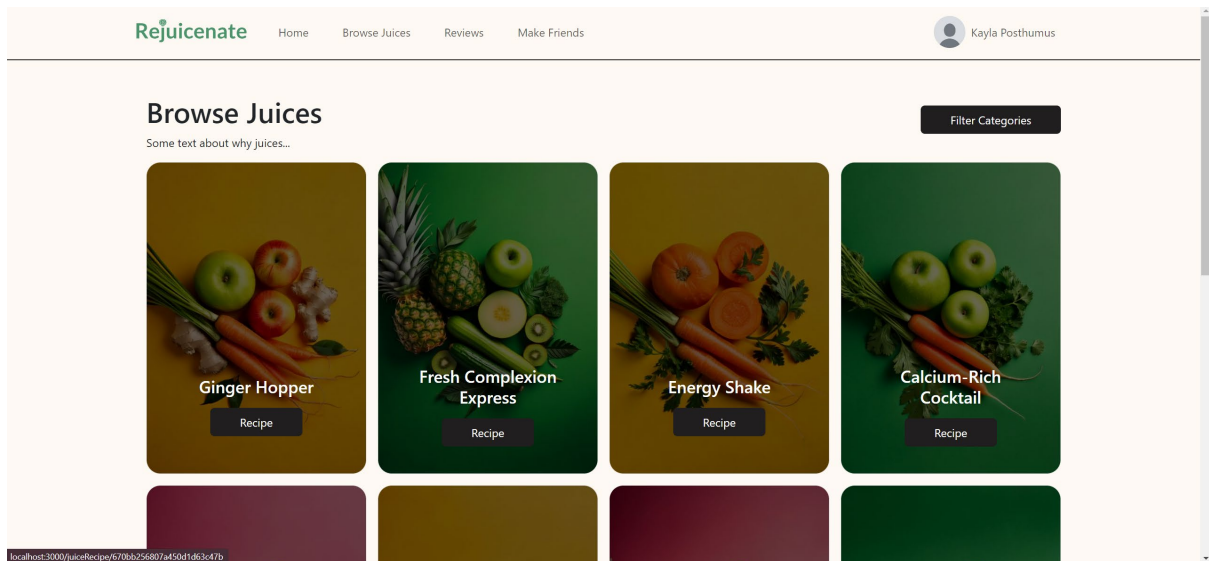 Rejuicenate
Home
Browse Juices
Reviews
Make Friends
Kayla Posthumus
Browse Juices
Filter Categories
Some text about why juices...
Ginger Hopper
Recipe
Fresh Complexion
Express
Recipe
Energy Shake
Recipe
Calcium-Rich
Cocktail
Recipe
localhost:3000/juiceRecipe/670bb256807a450d1d63c47b